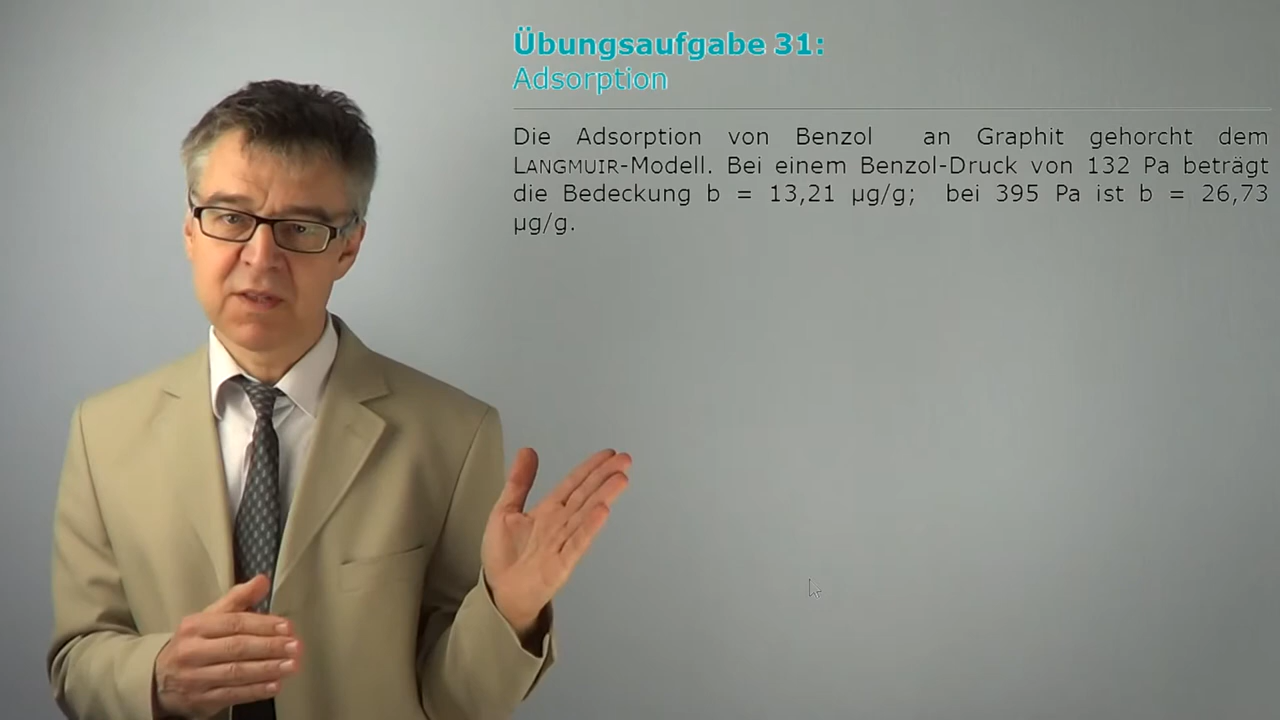 Übungsaufgabe 31:
Adsorption
Die Adsorption von Benzol an Graphit gehorcht dem
LANGMUIR-Modell. Bei einem Benzol-Druck von 132 Pa beträgt
die Bedeckung b = 13,21 µg/g; bei 395 Pa ist b = 26,73
µg/g.